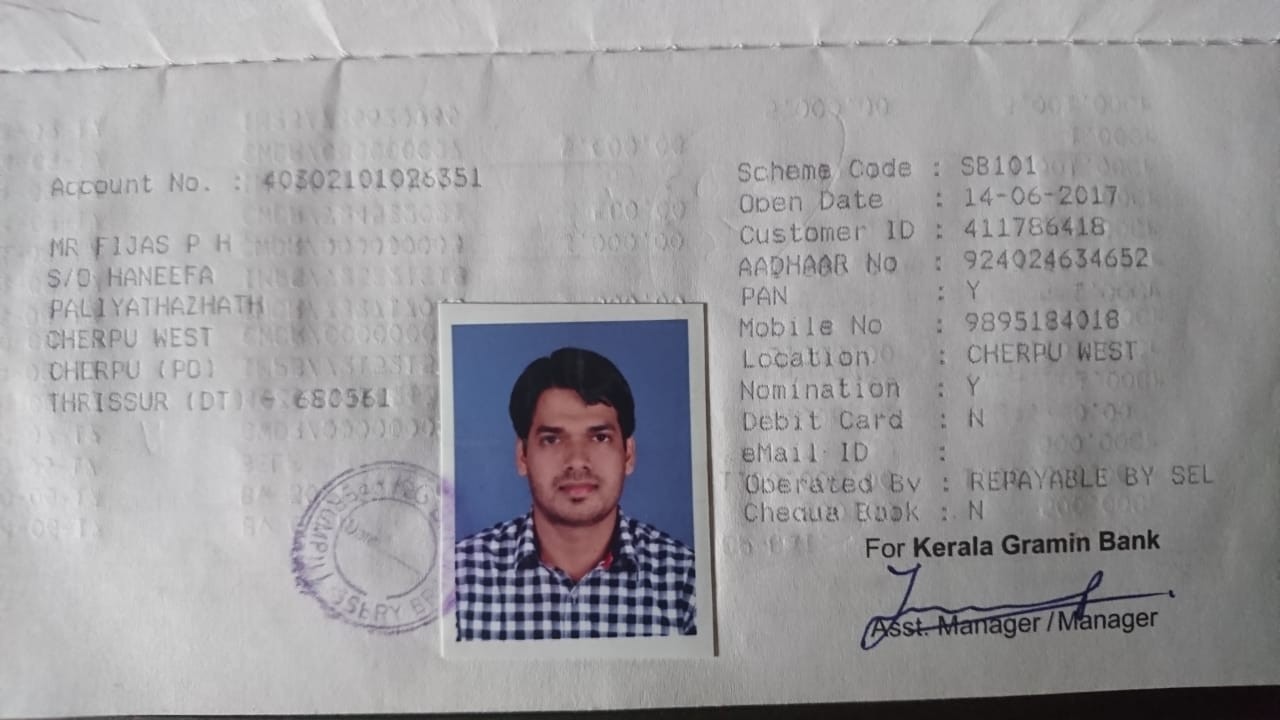 Account No. : 40302101026351
MR FIJAS P H
S/O HANEEFA
PALIYATHAZHATH
CHERPU WEST
CHERPU (PO)
THRISSUR (DT) - 680561
Scheme Code : SB101
Open Date : 14-06-2017
Customer ID : 411786418
AADHAAR No : 924024634652
PAN : Y
Mobile No : 9895184018
Location : CHERPU WEST
Nomination : Y
Debit Card : N
eMail ID :
Operated By : REPAYABLE BY SEL
Cheque Book : N
For Kerala Gramin Bank
Asst. Manager / Manager